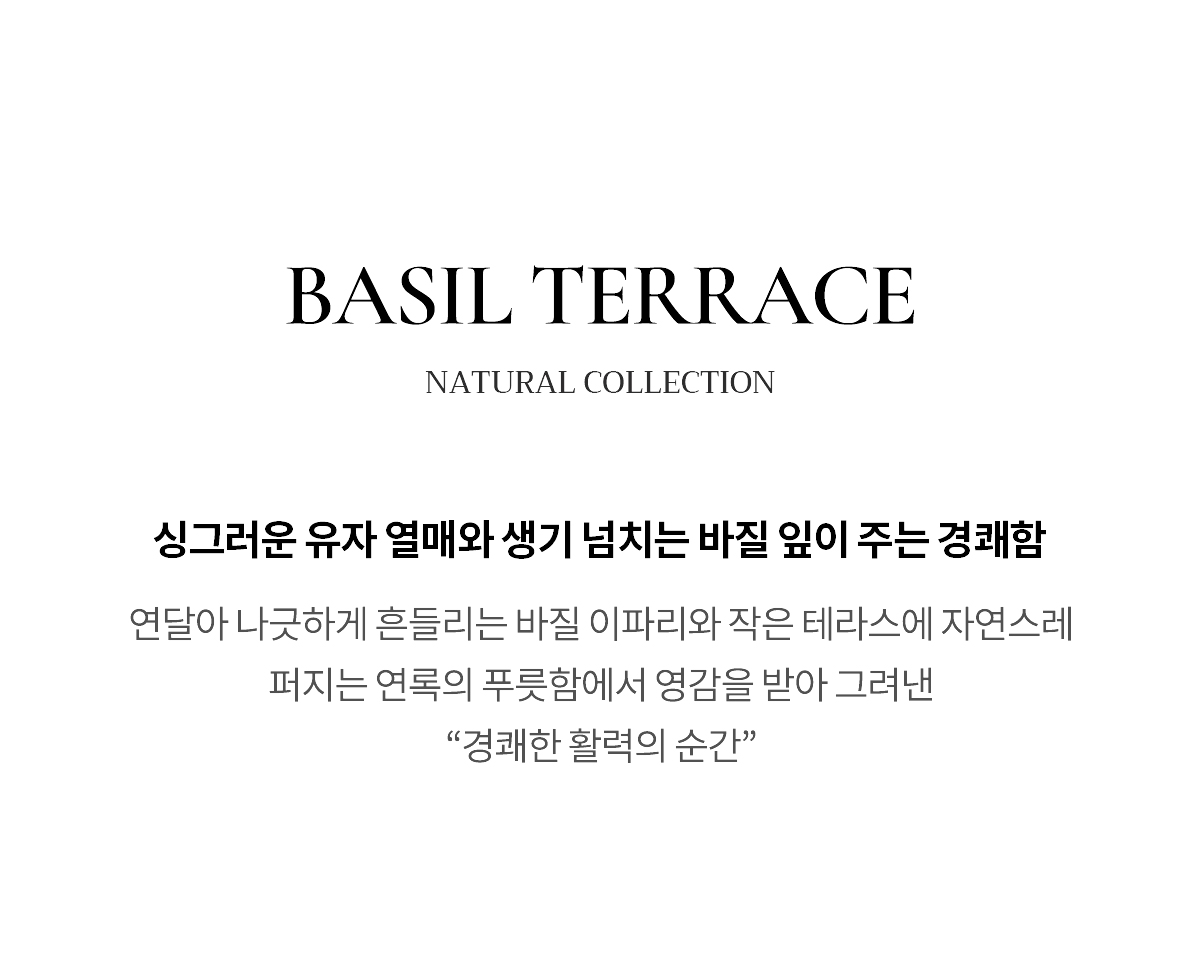 BASIL TERRACE
NATURAL COLLECTION
싱그러운 유자 열매와 생기 넘치는 바질 잎이 주는 경쾌함
연달아 나긋하게 흔들리는 바질 이파리와 작은 테라스에 자연스레
퍼지는 연록의 푸릇함에서 영감을 받아 그려낸
“경쾌한 활력의 순간”